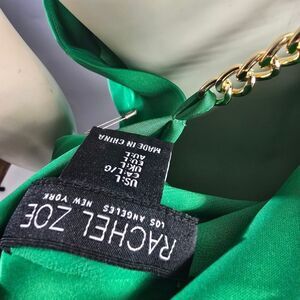 RACHEL ZOE
LOS ANGELES NEW YORK
US: L
CA: L/G
UK: L
EU: L
AU: L
MADE IN CHINA